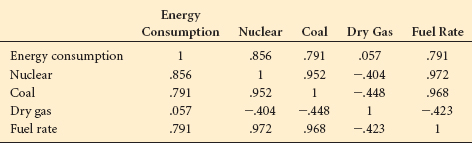 Energy
Consumption Nuclear Coal Dry Gas Fuel Rate
Energy consumption 1 .856 .791 .057 .791
Nuclear .856 1 .952 −.404 .972
Coal .791 .952 1 −.448 .968
Dry gas .057 −.404 −.448 1 −.423
Fuel rate .791 .972 .968 −.423 1